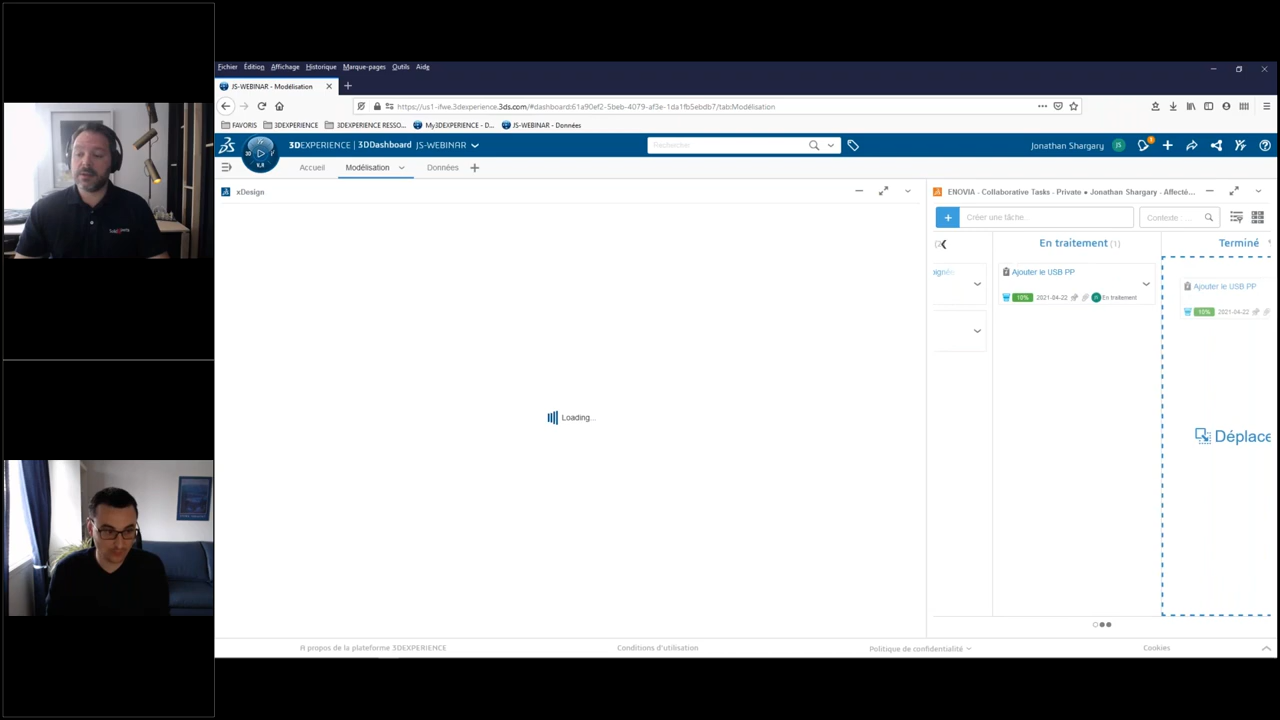 Fichier Édition Affichage Historique Marque-pages Outils Aide
JS-WEBINAR - Modélisation
https://us1-ifwe.3dexperience.3ds.com/#dashboard:61a90ef2-5beb-4079-af3e-1da1fb5ebdb7/tab:Modélisation
FAVORIS 3DEXPERIENCE 3DEXPERIENCE RESSO... My3DEXPERIENCE - D... JS-WEBINAR - Données
3DEXPERIENCE | 3DDashboard JS-WEBINAR
Rechercher
Jonathan Shargary JS
Accueil Modélisation Données
xDesign
ENOVIA - Collaborative Tasks - Private ● Jonathan Shargary - Affecté...
Créer une tâche.
Contexte : ...
En traitement (1)
Terminé
Ajouter le USB PP
10% 2021-04-22 JS En traitement
Ajouter le USB PP
10% 2021-04-22
Loading...
Déplace
A propos de la plateforme 3DEXPERIENCE
Conditions d'utilisation
Politique de confidentialité
Cookies